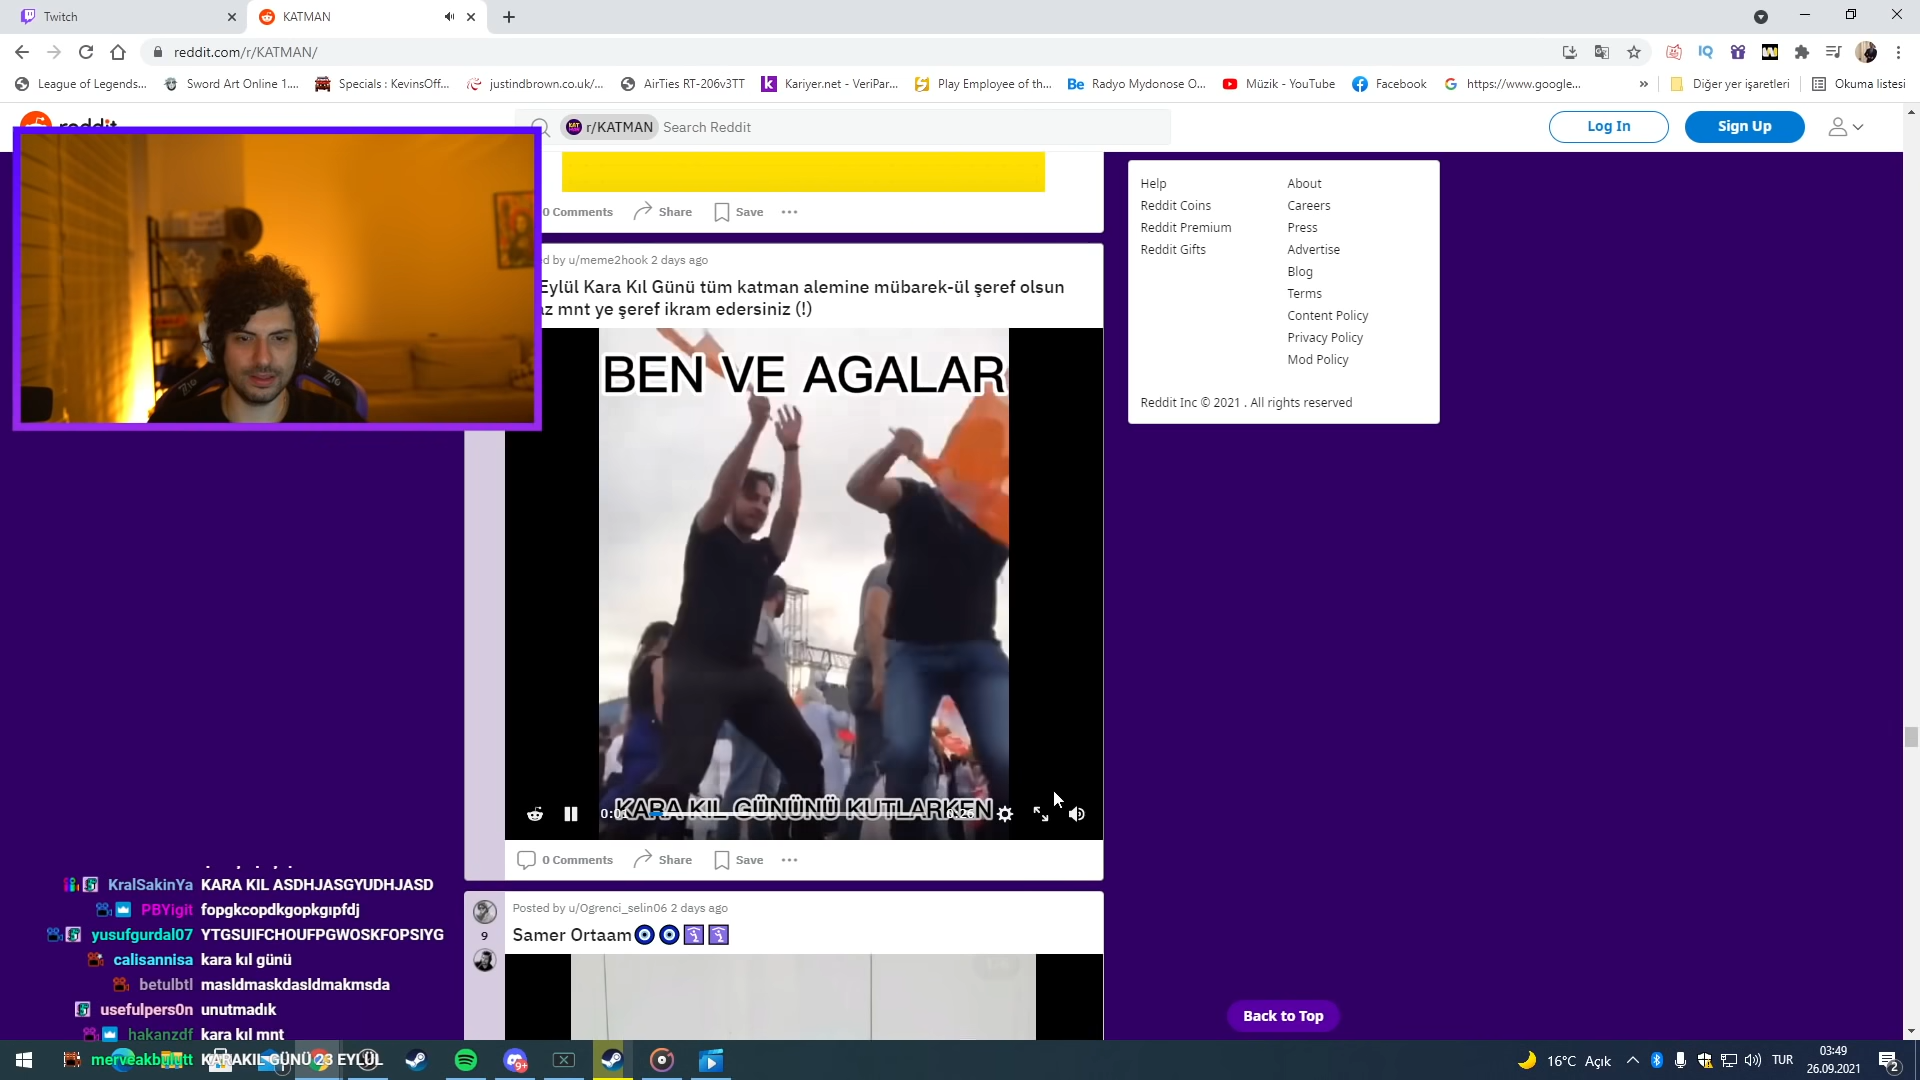 Twitch
KATMAN
reddit.com/r/KATMAN/
League of Legends...
Sword Art Online 1....
Specials : KevinsOff...
justindbrown.co.uk/...
AirTies RT-206v3TT
Kariyer.net - VeriPar...
Play Employee of th...
Radyo Mydonose O...
Müzik - YouTube
Facebook
https://www.google...
»
Diğer yer işaretleri
Okuma listesi
r/KATMAN Search Reddit
Log In
Sign Up
0 Comments Share Save
Help
Reddit Coins
Reddit Premium
Reddit Gifts
About
Careers
Press
Advertise
Blog
Terms
Content Policy
Privacy Policy
Mod Policy
Reddit Inc © 2021 . All rights reserved
by u/meme2hook 2 days ago
Eylül Kara Kıl Günü tüm katman alemine mübarek-ül şeref olsun
mnt ye şeref ikram edersiniz (!)
BEN VE AGALAR
KARA KIL GÜNÜNÜ KUTLARKEN
0:26
0 Comments Share Save
Posted by u/Ogrenci_selin06 2 days ago
9
Samer Ortaam
Back to Top
KralSakinYa KARA KIL ASDHJASGYUDHJASD
PBYigit fopgkcopdkgopkgıpfdj
yusufgurdal07 YTGSUIFCHOUFPGWOSKFOPSIYG
calisannisa kara kıl günü
betulbtl masldmaskdasldmakmsda
usefulpers0n unutmadık
hakanzdf kara kıl mnt
merveakbulutt KARAKIL GÜNÜ 23 EYLÜL
16°C Açık
TUR
03:49
26.09.2021
2